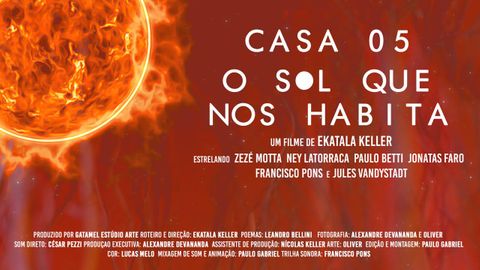 CASA 05
O SOL QUE
NOS HABITA
UM FILME DE EKATALA KELLER
ESTRELANDO ZEZÉ MOTTA NEY LATORRACA PAULO BETTI JONATAS FARO
FRANCISCO PONS E JULES VANDYSTADT
PRODUZIDO POR GATAMEL ESTÚDIO ARTE ROTEIRO E DIREÇÃO: EKATALA KELLER POEMAS: LEANDRO BELLINI FOTOGRAFIA: ALEXANDRE DEVANANDA E OLIVER
SOM DIRETO: CÉSAR PEZZI PRODUÇAO EXECUTIVA: ALEXANDRE DEVANANDA ASSISTENTE DE PRODUÇÃO: NÍCOLAS KELLER ARTE: OLIVER EDIÇÃO E MONTAGEM: PAULO GABRIEL
COR: LUCAS MELO MIXAGEM DE SOM E ANIMAÇÃO: PAULO GABRIEL TRILHA SONORA: FRANCISCO PONS